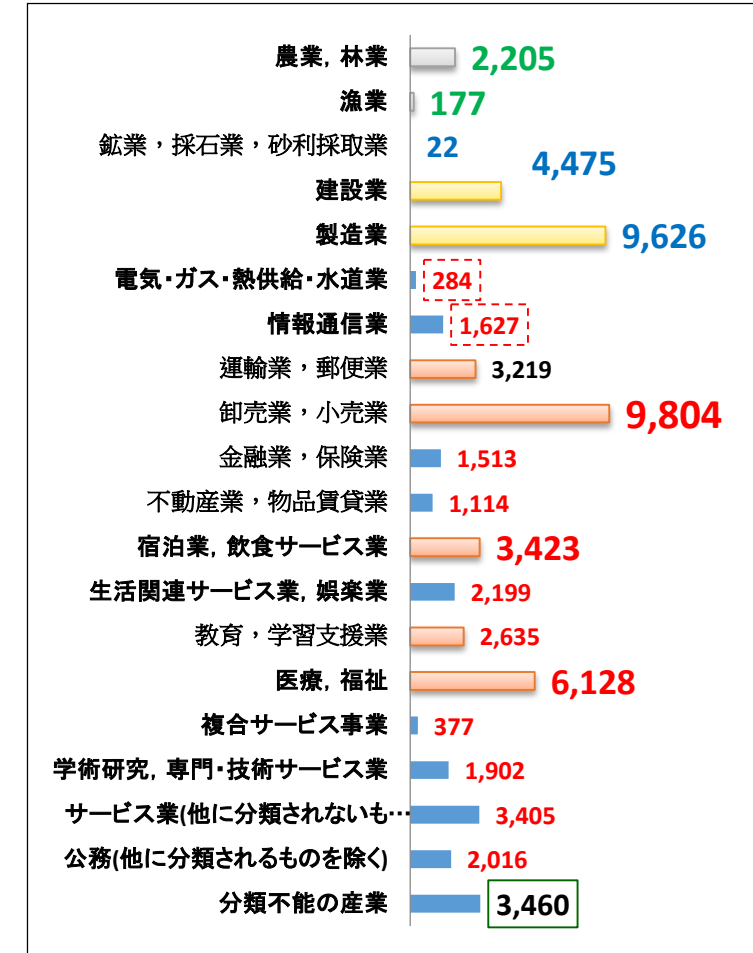 農業, 林業 2,205
漁業 177
鉱業，採石業，砂利採取業 22
建設業 4,475
製造業 9,626
電気・ガス・熱供給・水道業 284
情報通信業 1,627
運輸業，郵便業 3,219
卸売業，小売業 9,804
金融業，保険業 1,513
不動産業，物品賃貸業 1,114
宿泊業, 飲食サービス業 3,423
生活関連サービス業, 娯楽業 2,199
教育，学習支援業 2,635
医療, 福祉 6,128
複合サービス事業 377
学術研究, 専門・技術サービス業 1,902
サービス業(他に分類されないも… 3,405
公務(他に分類されるものを除く) 2,016
分類不能の産業 3,460